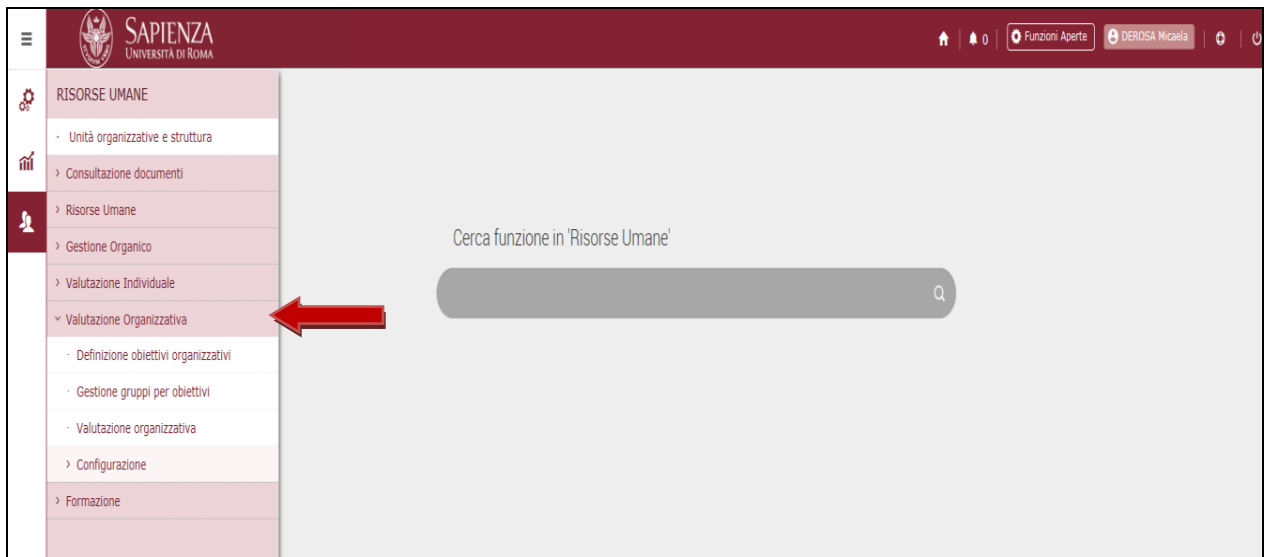 SAPIENZA
UNIVERSITÀ DI ROMA
0
Funzioni Aperte
DEROSA Micaela
RISORSE UMANE
Unità organizzative e struttura
Consultazione documenti
Risorse Umane
Gestione Organico
Valutazione Individuale
Valutazione Organizzativa
Definizione obiettivi organizzativi
Gestione gruppi per obiettivi
Valutazione organizzativa
Configurazione
Formazione
Cerca funzione in 'Risorse Umane'